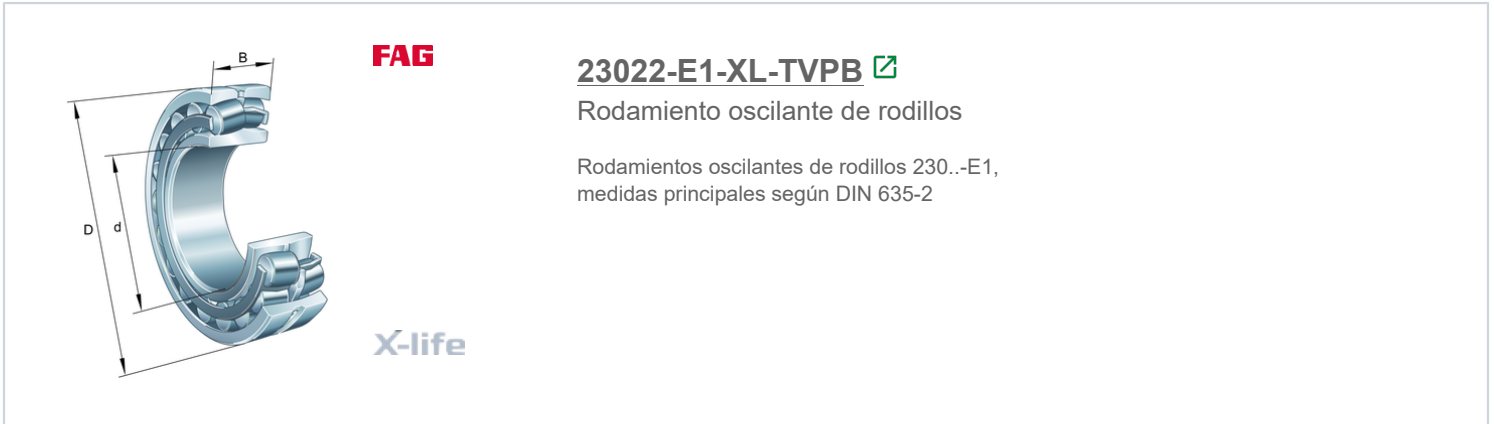 FAG
B
D
d
X-life
23022-E1-XL-TVPB
Rodamiento oscilante de rodillos
Rodamientos oscilantes de rodillos 230..-E1,
medidas principales según DIN 635-2